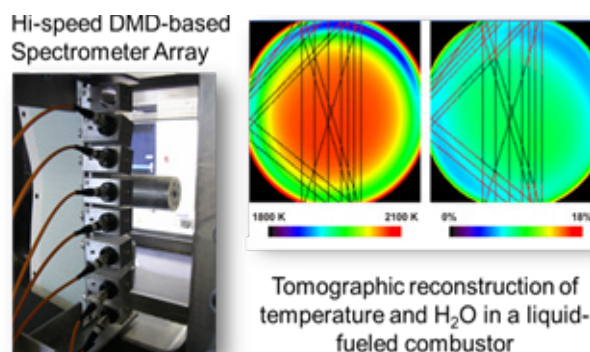 Hi-speed DMD-based
Spectrometer Array
1800 K 2100 K 0% 18%
Tomographic reconstruction of
temperature and H₂O in a liquid-
fueled combustor